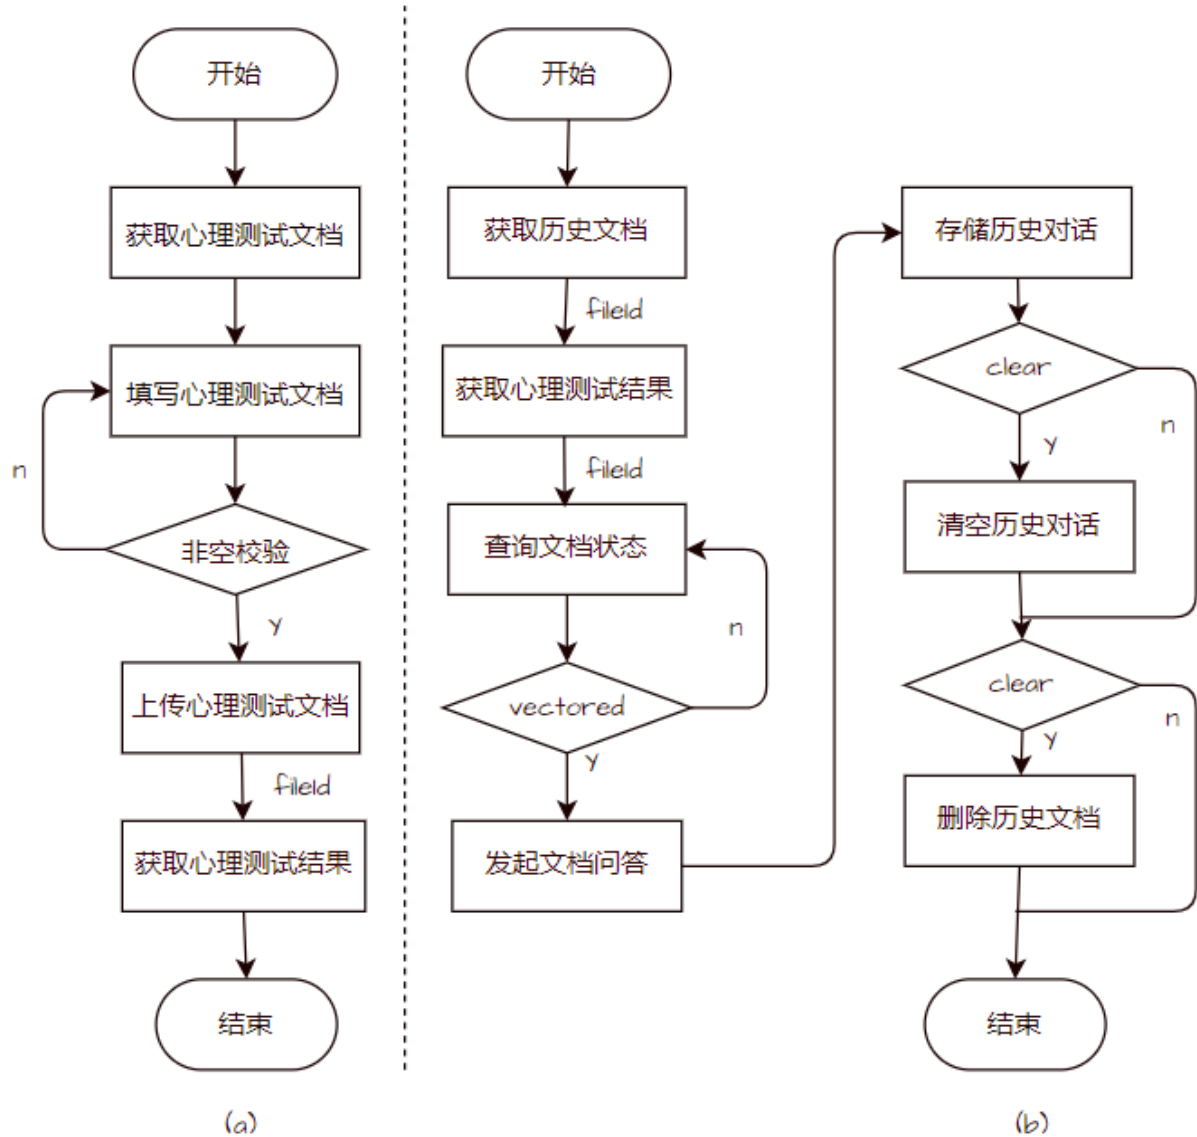 开始
获取心理测试文档
填写心理测试文档
n
非空校验
y
上传心理测试文档
fileId
获取心理测试结果
结束
(a)
开始
获取历史文档
fileId
获取心理测试结果
fileId
查询文档状态
n
vectored
y
发起文档问答
存储历史对话
clear
n
y
清空历史对话
clear
n
y
删除历史文档
结束
(b)